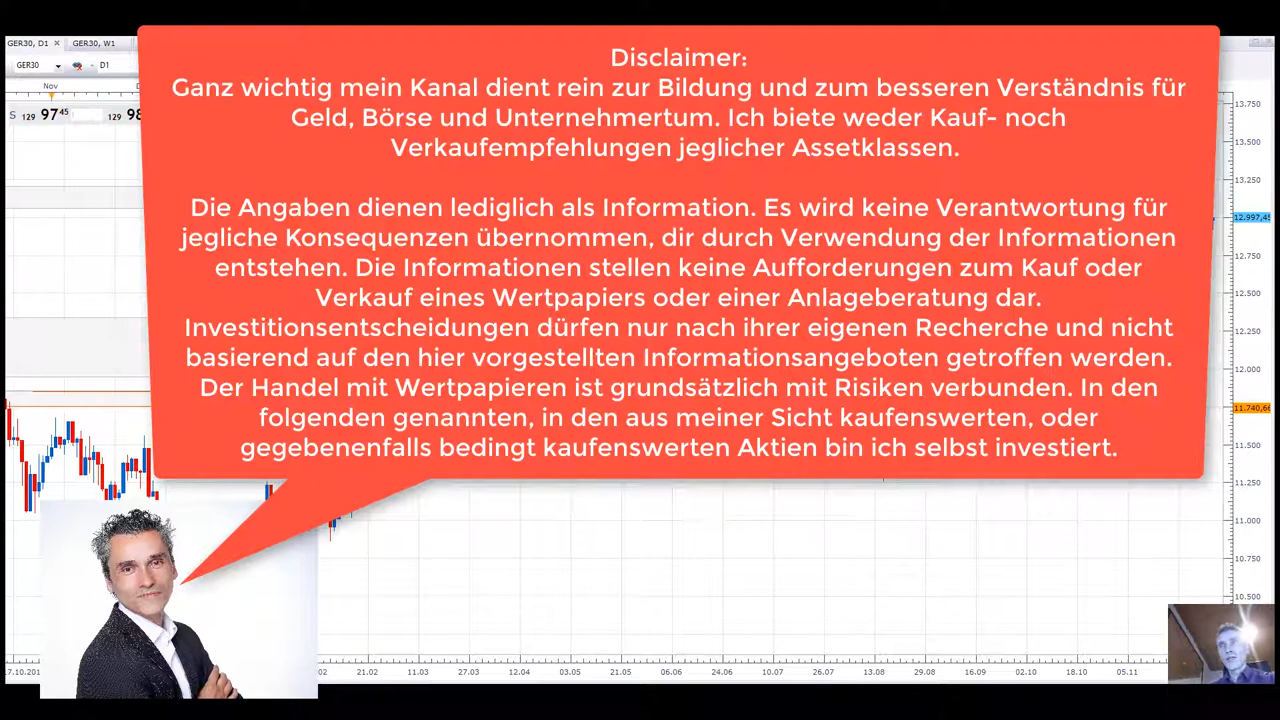 GER30, D1 GER30, W1
GER30 D1
Nov
S 129 97 45 129
Disclaimer:
Ganz wichtig mein Kanal dient rein zur Bildung und zum besseren Verständnis für
Geld, Börse und Unternehmertum. Ich biete weder Kauf- noch
Verkaufempfehlungen jeglicher Assetklassen.
Die Angaben dienen lediglich als Information. Es wird keine Verantwortung für
jegliche Konsequenzen übernommen, dir durch Verwendung der Informationen
entstehen. Die Informationen stellen keine Aufforderungen zum Kauf oder
Verkauf eines Wertpapiers oder einer Anlageberatung dar.
Investitionsentscheidungen dürfen nur nach ihrer eigenen Recherche und nicht
basierend auf den hier vorgestellten Informationsangeboten getroffen werden.
Der Handel mit Wertpapieren ist grundsätzlich mit Risiken verbunden. In den
folgenden genannten, in den aus meiner Sicht kaufenswerten, oder
gegebenenfalls bedingt kaufenswerten Aktien bin ich selbst investiert.
13.750
13.500
13.250
12.997,45
12.750
12.500
12.250
12.000
11.740,66
11.500
11.250
11.000
10.750
10.500
21.02 11.03 29.03 16.04 03.05 21.05 06.06 24.06 10.07 26.07 13.08 29.08 16.09 02.10 18.10 05.11